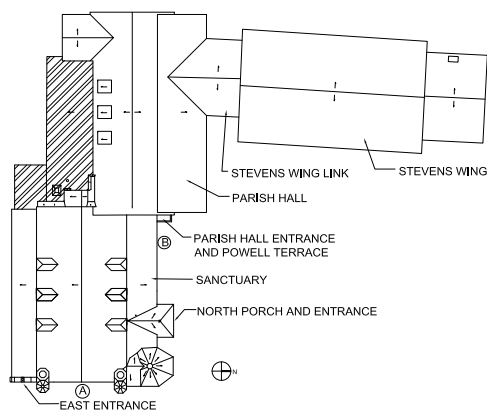 STEVENS WING LINK
STEVENS WING
PARISH HALL
PARISH HALL ENTRANCE
AND POWELL TERRACE
B
SANCTUARY
NORTH PORCH AND ENTRANCE
N
A
EAST ENTRANCE